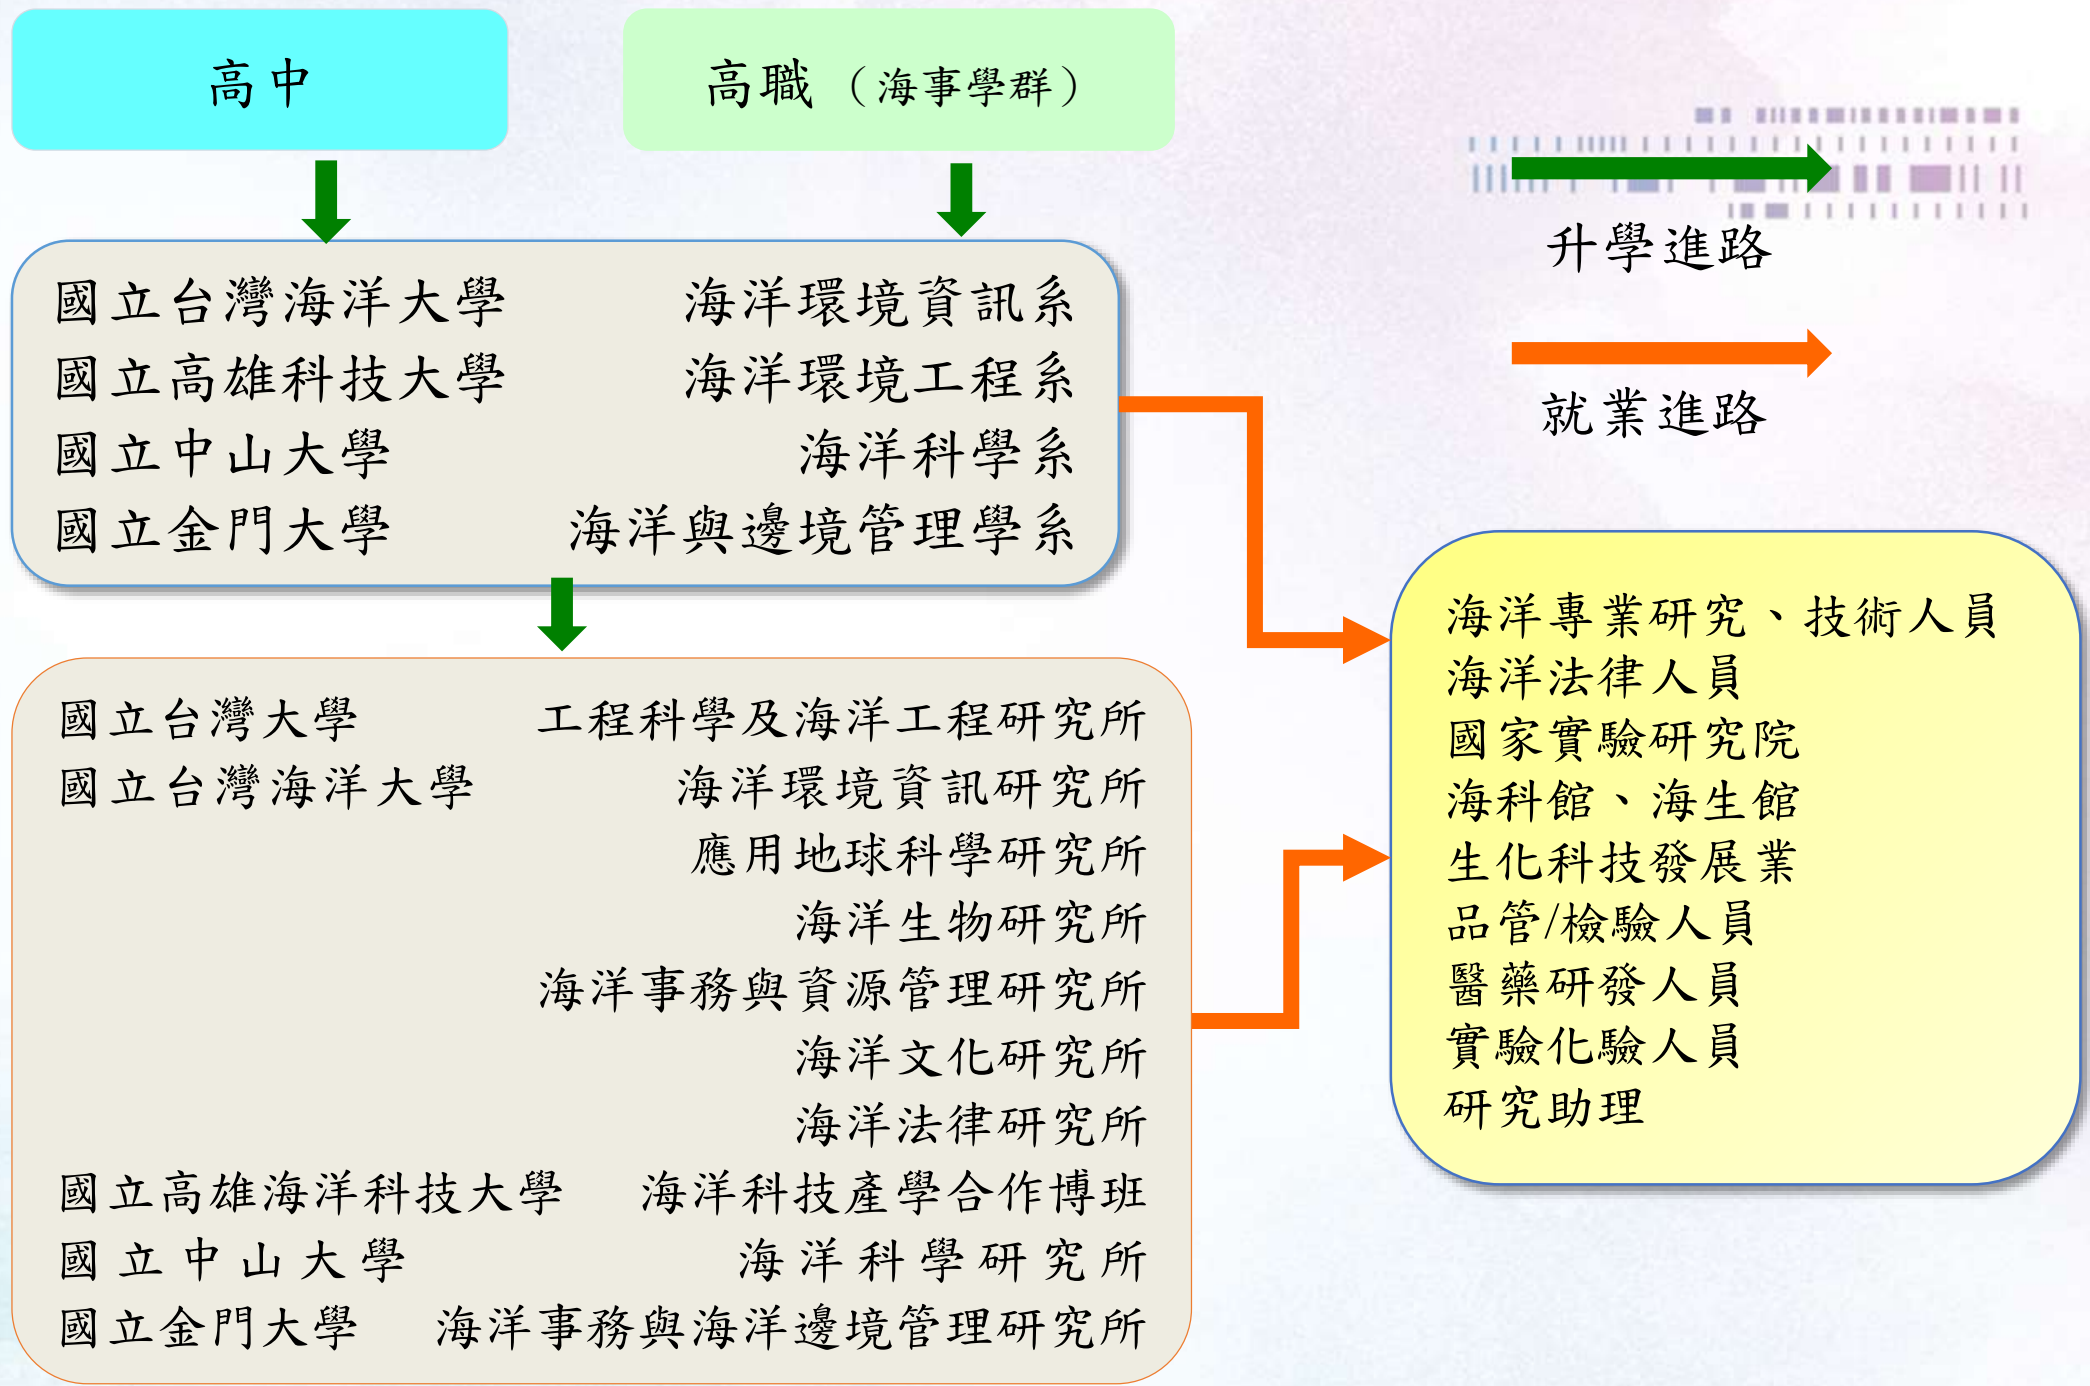 高中
高職（海事學群）
升學進路
就業進路
國立台灣海洋大學 海洋環境資訊系
國立高雄科技大學 海洋環境工程系
國立中山大學 海洋科學系
國立金門大學 海洋與邊境管理學系
國立台灣大學 工程科學及海洋工程研究所
國立台灣海洋大學 海洋環境資訊研究所
應用地球科學研究所
海洋生物研究所
海洋事務與資源管理研究所
海洋文化研究所
海洋法律研究所
國立高雄海洋科技大學 海洋科技產學合作博班
國立中山大學 海洋科學研究所
國立金門大學 海洋事務與海洋邊境管理研究所
海洋專業研究、技術人員
海洋法律人員
國家實驗研究院
海科館、海生館
生化科技發展業
品管/檢驗人員
醫藥研發人員
實驗化驗人員
研究助理